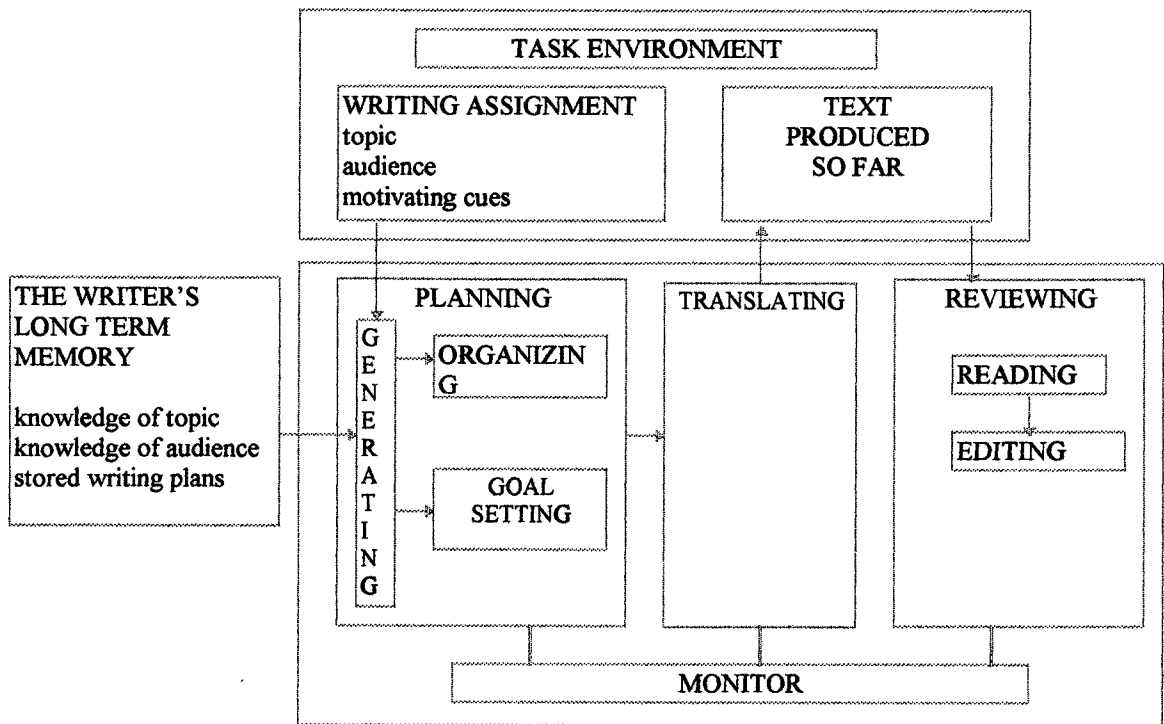 TASK ENVIRONMENT
WRITING ASSIGNMENT
topic
audience
motivating cues
TEXT
PRODUCED
SO FAR
THE WRITER'S
LONG TERM
MEMORY
knowledge of topic
knowledge of audience
stored writing plans
PLANNING
GENERATING
ORGANIZIN
G
GOAL
SETTING
TRANSLATING
REVIEWING
READING
EDITING
MONITOR